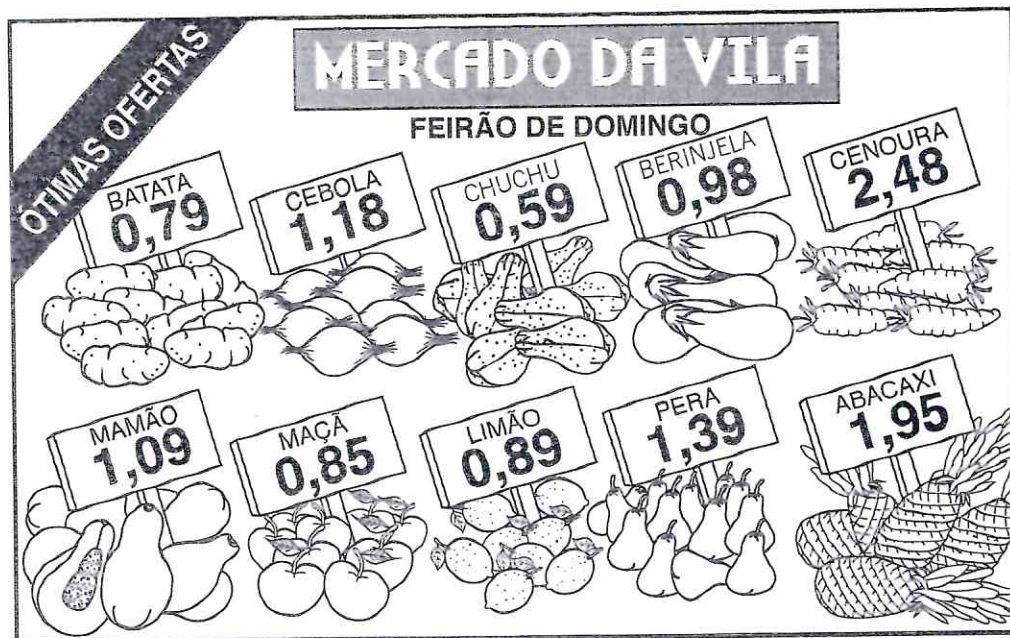 ÓTIMAS OFERTAS
MERCADO DA VILA
FEIRÃO DE DOMINGO
BATATA
0,79
CEBOLA
1,18
CHUCHU
0,59
BERINJELA
0,98
CENOURA
2,48
MAMÃO
1,09
MAÇÃ
0,85
LIMÃO
0,89
PERA
1,39
ABACAXI
1,95